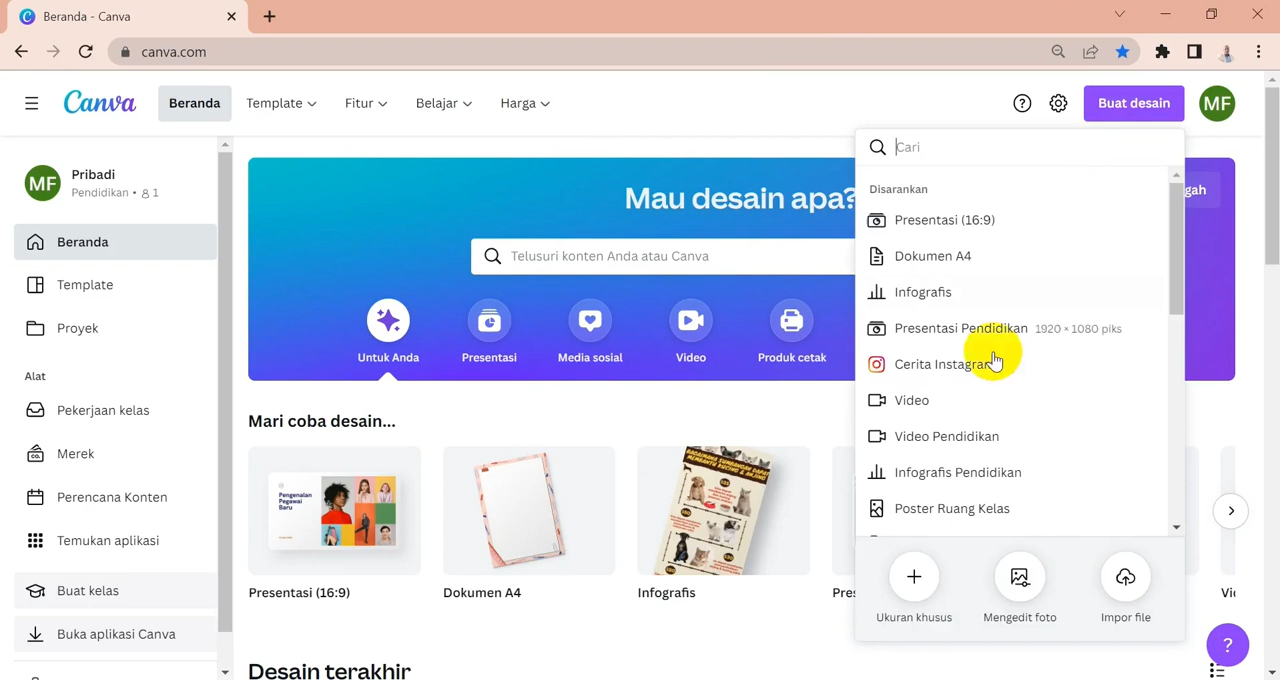 Beranda - Canva
canva.com
Canva
Beranda
Template
Fitur
Belajar
Harga
Buat desain
MF
MF
Pribadi
Pendidikan • 1
Beranda
Template
Proyek
Alat
Pekerjaan kelas
Merek
Perencana Konten
Temukan aplikasi
Buat kelas
Buka aplikasi Canva
Mau desain apa?
Telusuri konten Anda atau Canva
Untuk Anda
Presentasi
Media sosial
Video
Produk cetak
Mari coba desain...
Pengenalan
Pegawai
Baru
Presentasi (16:9)
Dokumen A4
Infografis
Desain terakhir
Cari
Disarankan
Presentasi (16:9)
Dokumen A4
Infografis
Presentasi Pendidikan 1920 × 1080 piks
Cerita Instagram
Video
Video Pendidikan
Infografis Pendidikan
Poster Ruang Kelas
Ukuran khusus
Mengedit foto
Impor file
?